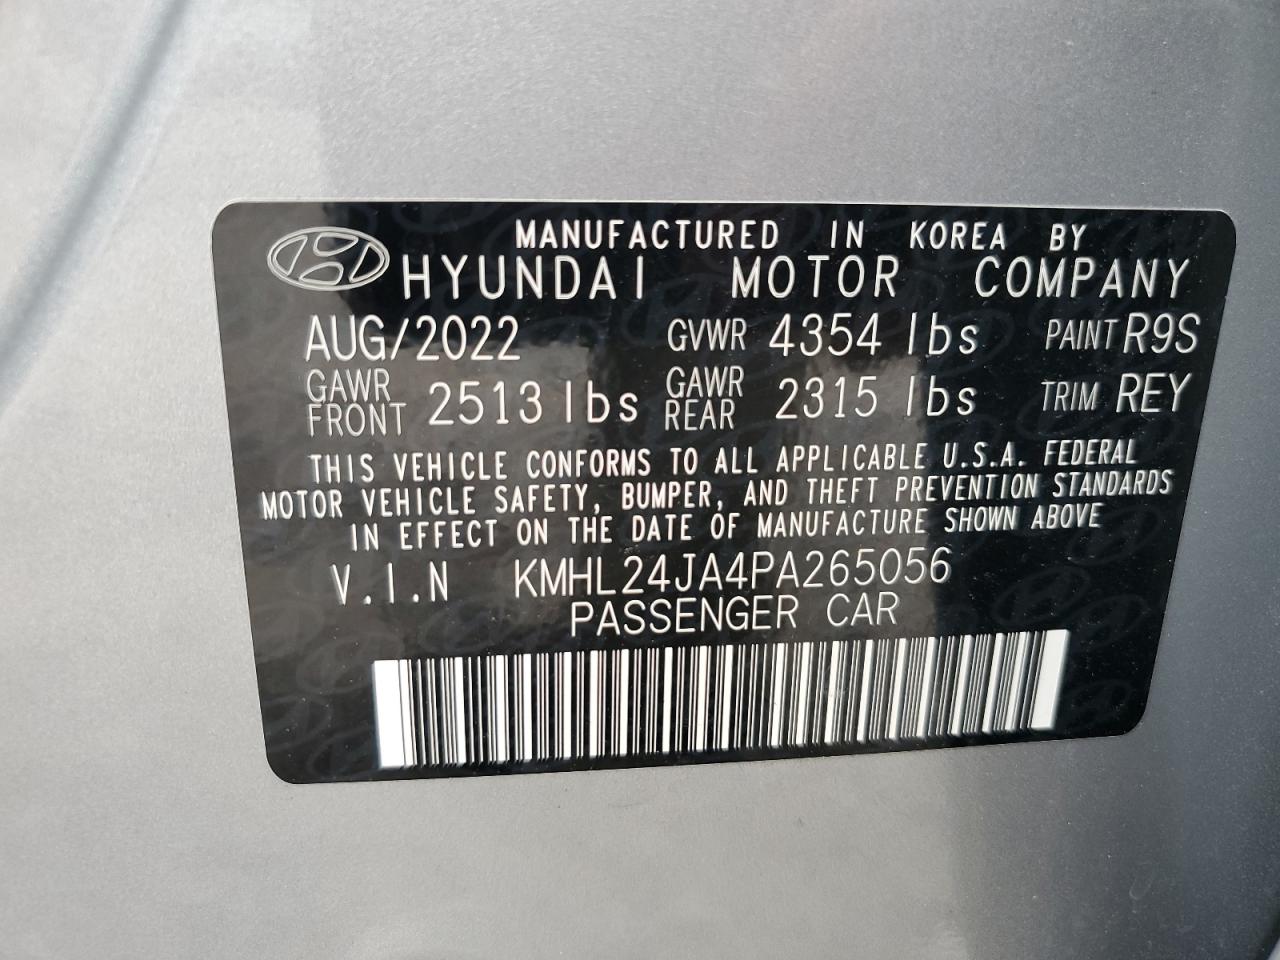 MANUFACTURED IN KOREA BY
HYUNDAI MOTOR COMPANY
AUG/2022 GVWR 4354 lbs PAINT R9S
GAWR FRONT 2513 lbs GAWR REAR 2315 lbs TRIM REY
THIS VEHICLE CONFORMS TO ALL APPLICABLE U.S.A. FEDERAL
MOTOR VEHICLE SAFETY, BUMPER, AND THEFT PREVENTION STANDARDS
IN EFFECT ON THE DATE OF MANUFACTURE SHOWN ABOVE
V.I.N KMHL24JA4PA265056
PASSENGER CAR